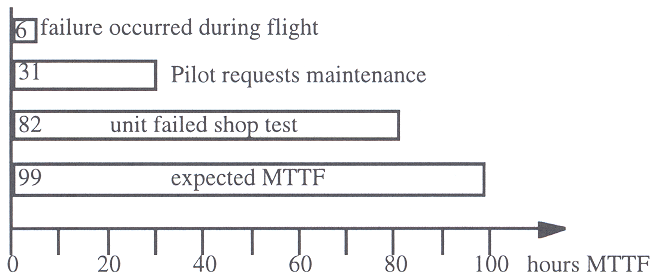 6 failure occurred during flight
31 Pilot requests maintenance
82 unit failed shop test
99 expected MTTF
0 20 40 60 80 100 hours MTTF